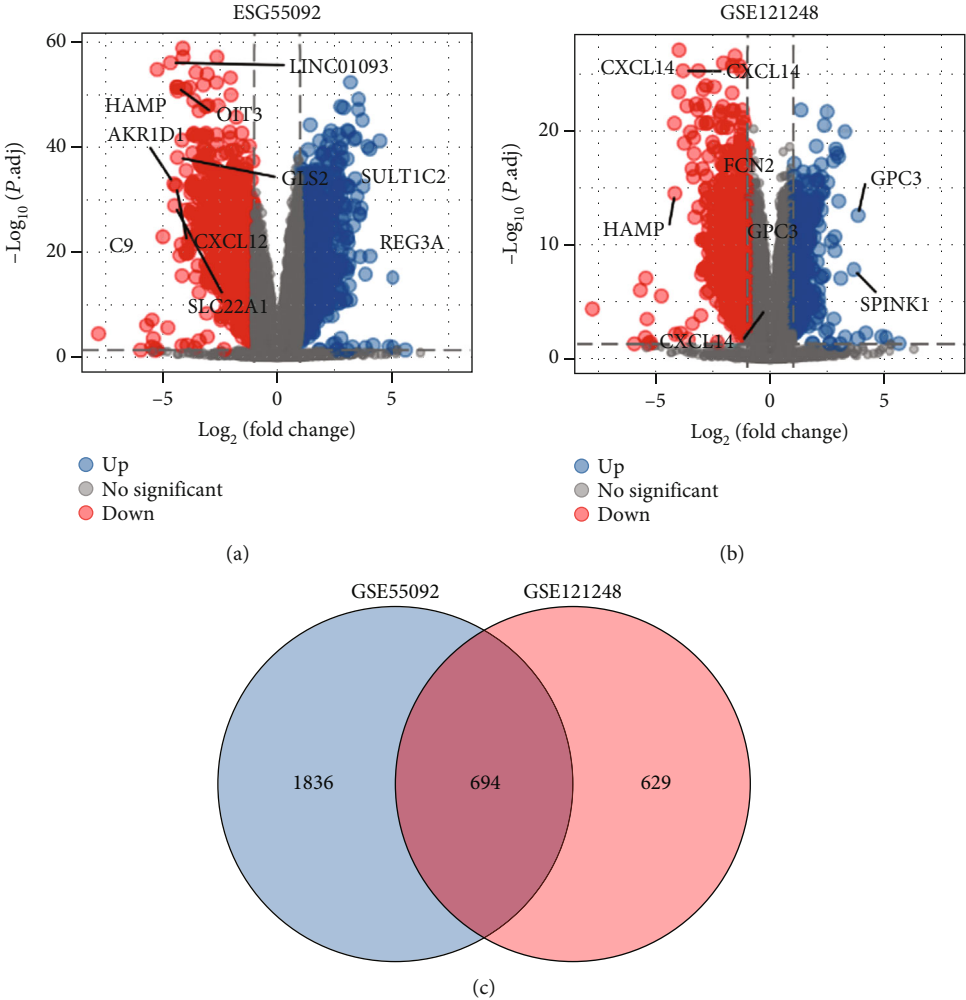 ESG55092
GSE121248
60
40
20
0
−Log10 (P.adj)
LINC01093
HAMP
OIT3
AKR1D1
GLS2
SULT1C2
C9
CXCL12
REG3A
SLC22A1
−5
0
5
Log2 (fold change)
Up
No significant
Down
(a)
20
10
0
−Log10 (P.adj)
CXCL14
CXCL14
FCN2
GPC3
HAMP
GPC3
SPINK1
CXCL14
−5
0
5
Log2 (fold change)
Up
No significant
Down
(b)
GSE55092
GSE121248
1836
694
629
(c)